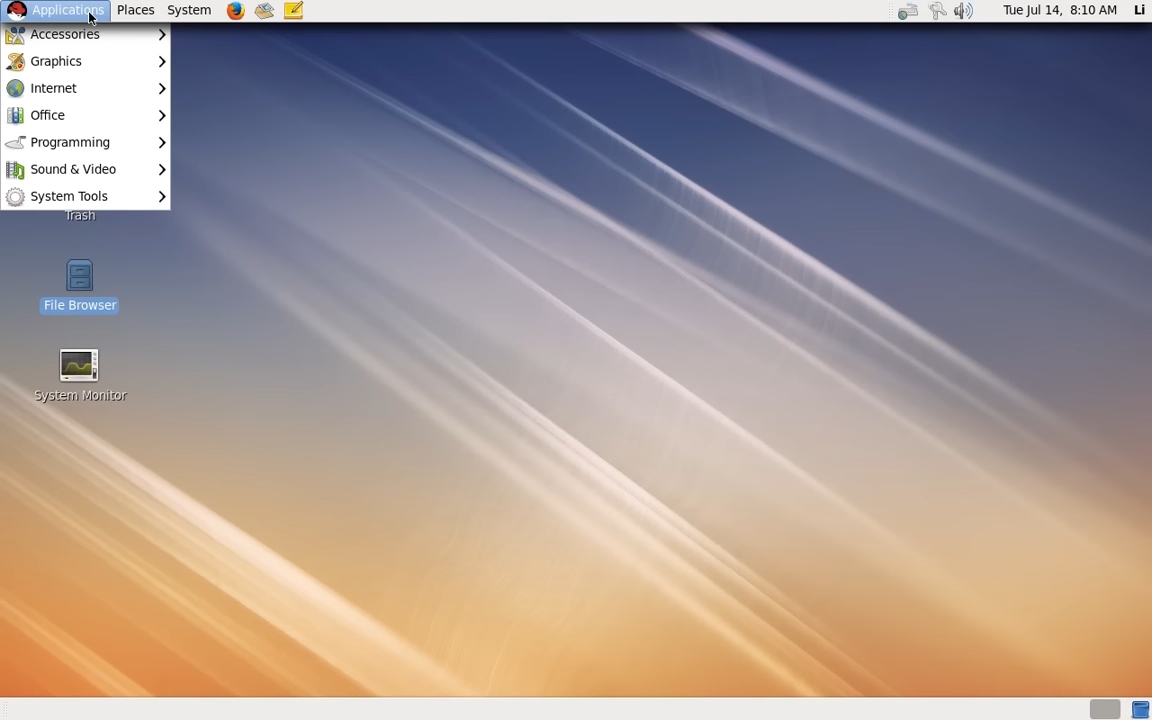 Applications Places System Tue Jul 14, 8:10 AM Li
Accessories
Graphics
Internet
Office
Programming
Sound & Video
System Tools
Trash
File Browser
System Monitor